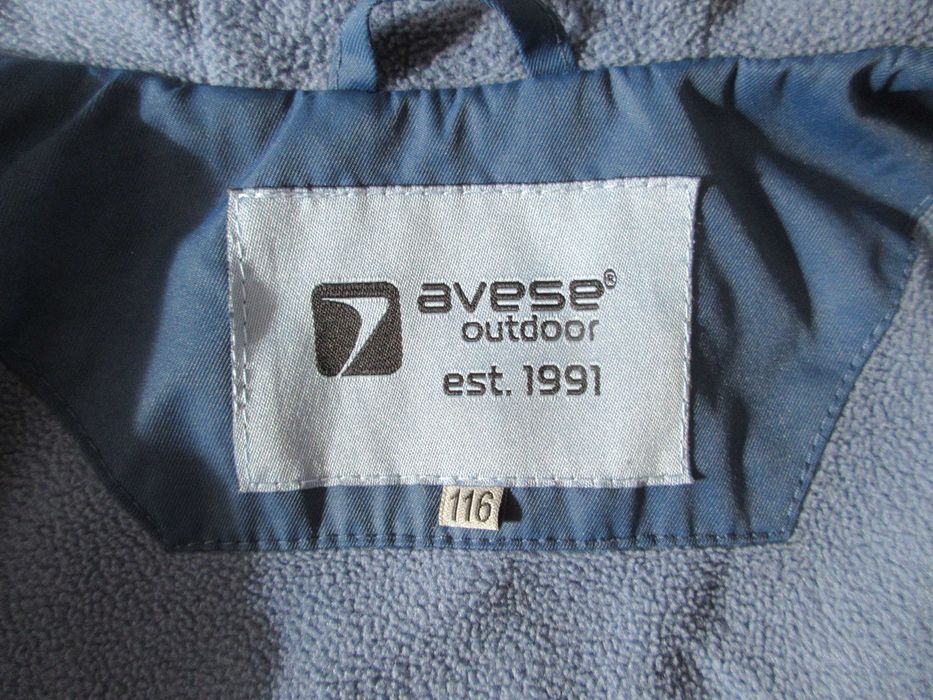 avese®
outdoor
est. 1991
116